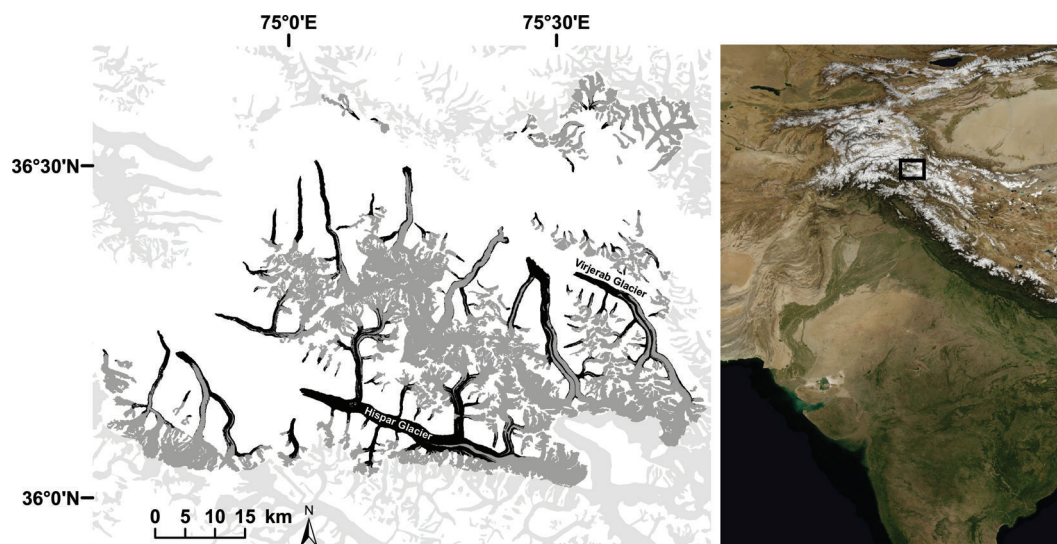 75°0'E
75°30'E
36°30'N
Virjerab Glacier
Hispar Glacier
36°0'N
N
0 5 10 15 km